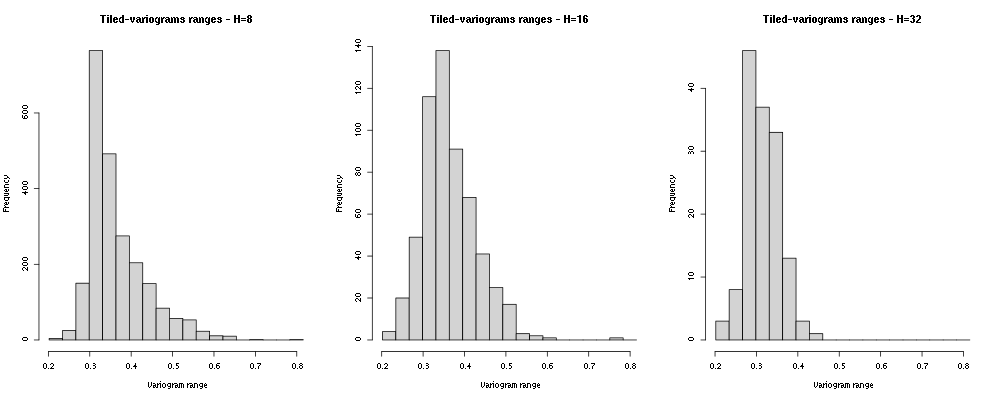 Tiled-variograms ranges - H=8
Frequency
0
200
400
600
0.2 0.3 0.4 0.5 0.6 0.7 0.8
Variogram range
Tiled-variograms ranges - H=16
Frequency
0
20
40
60
80
100
120
140
0.2 0.3 0.4 0.5 0.6 0.7 0.8
Variogram range
Tiled-variograms ranges - H=32
Frequency
0
10
20
30
40
0.2 0.3 0.4 0.5 0.6 0.7 0.8
Variogram range